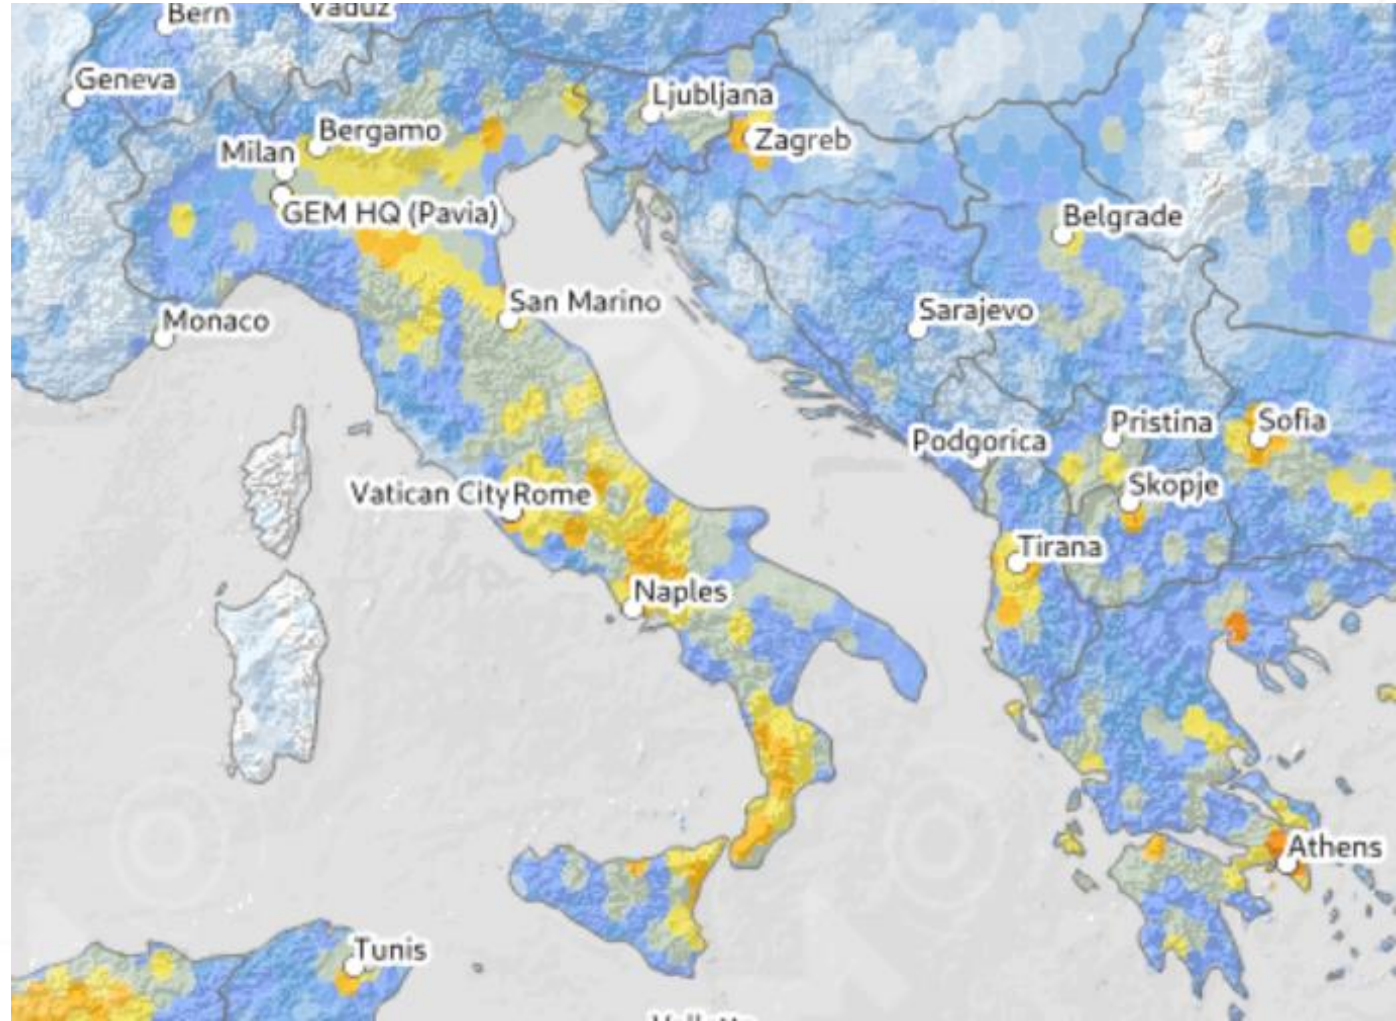 Bern
Vaduz
Geneva
Ljubljana
Bergamo
Zagreb
Milan
GEM HQ (Pavia)
Belgrade
San Marino
Sarajevo
Monaco
Pristina
Sofia
Podgorica
Vatican City Rome
Skopje
Tirana
Naples
Athens
Tunis